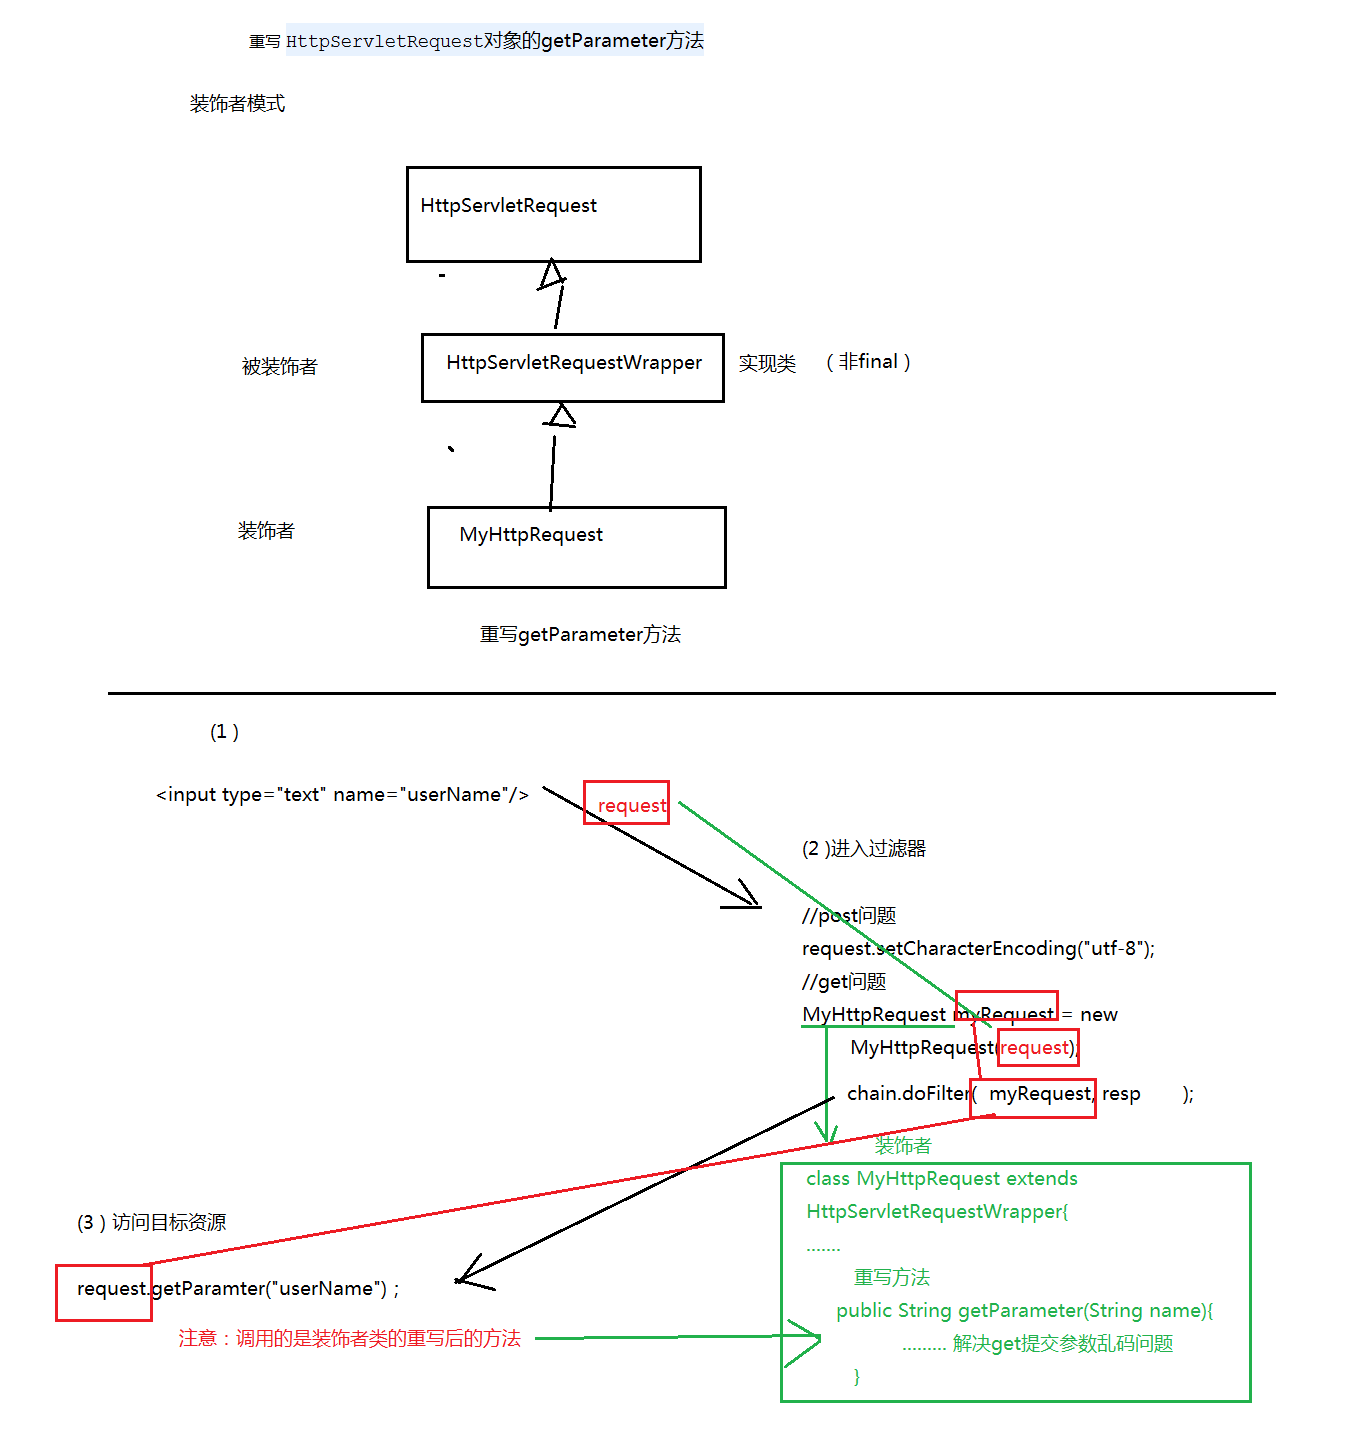 重写 HttpServletRequest对象的getParameter方法
装饰者模式
HttpServletRequest
被装饰者
HttpServletRequestWrapper
实现类 （ 非final ）
装饰者
MyHttpRequest
重写getParameter方法
(1 )
<input type="text" name="userName"/>
request
(2 )进入过滤器
//post问题
request.setCharacterEncoding("utf-8");
//get问题
MyHttpRequest myRequest = new
MyHttpRequest(request);
chain.doFilter( myRequest, resp );
装饰者
class MyHttpRequest extends
HttpServletRequestWrapper{
.......
重写方法
public String getParameter(String name){
......... 解决get提交参数乱码问题
}
(3 ) 访问目标资源
request.getParamter("userName") ;
注意：调用的是装饰者类的重写后的方法